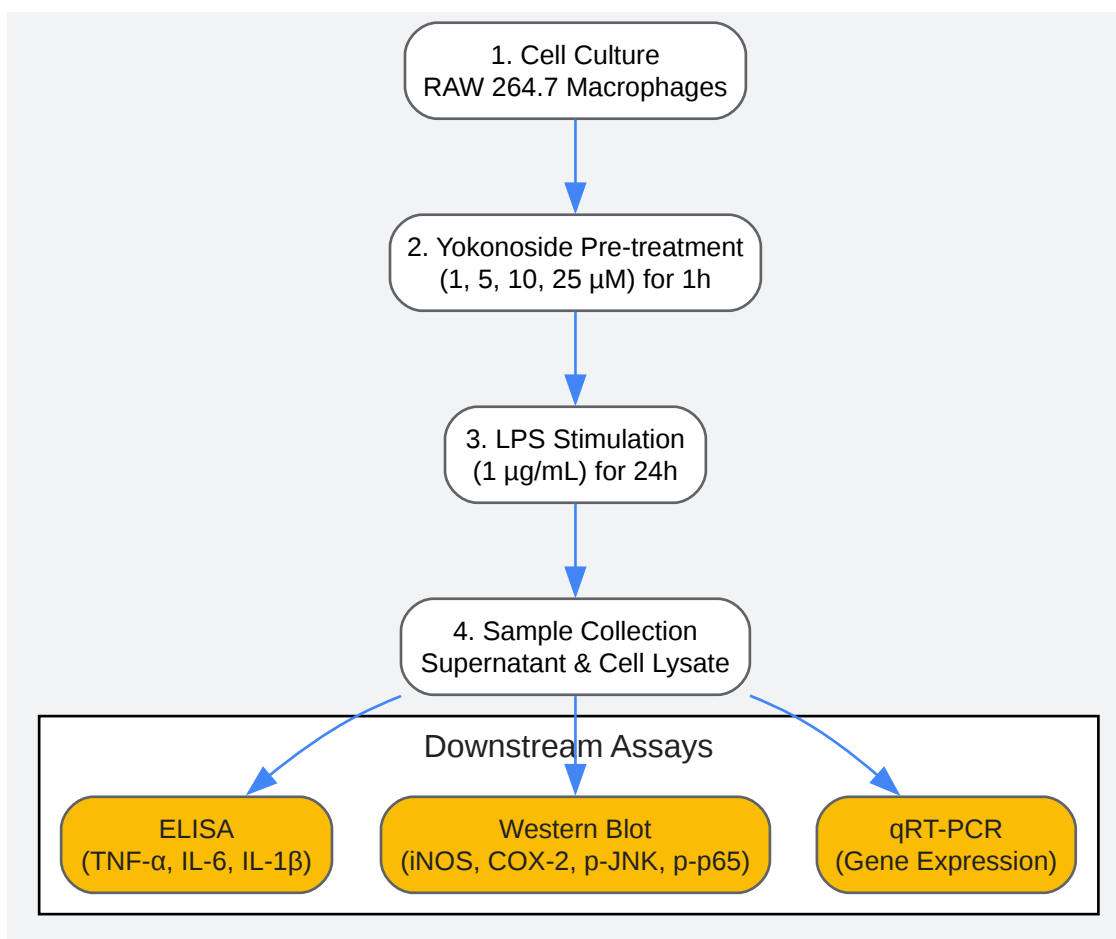 1. Cell Culture
RAW 264.7 Macrophages
2. Yokonoside Pre-treatment
(1, 5, 10, 25 µM) for 1h
3. LPS Stimulation
(1 µg/mL) for 24h
4. Sample Collection
Supernatant & Cell Lysate
Downstream Assays
ELISA
(TNF-α, IL-6, IL-1β)
Western Blot
(iNOS, COX-2, p-JNK, p-p65)
qRT-PCR
(Gene Expression)